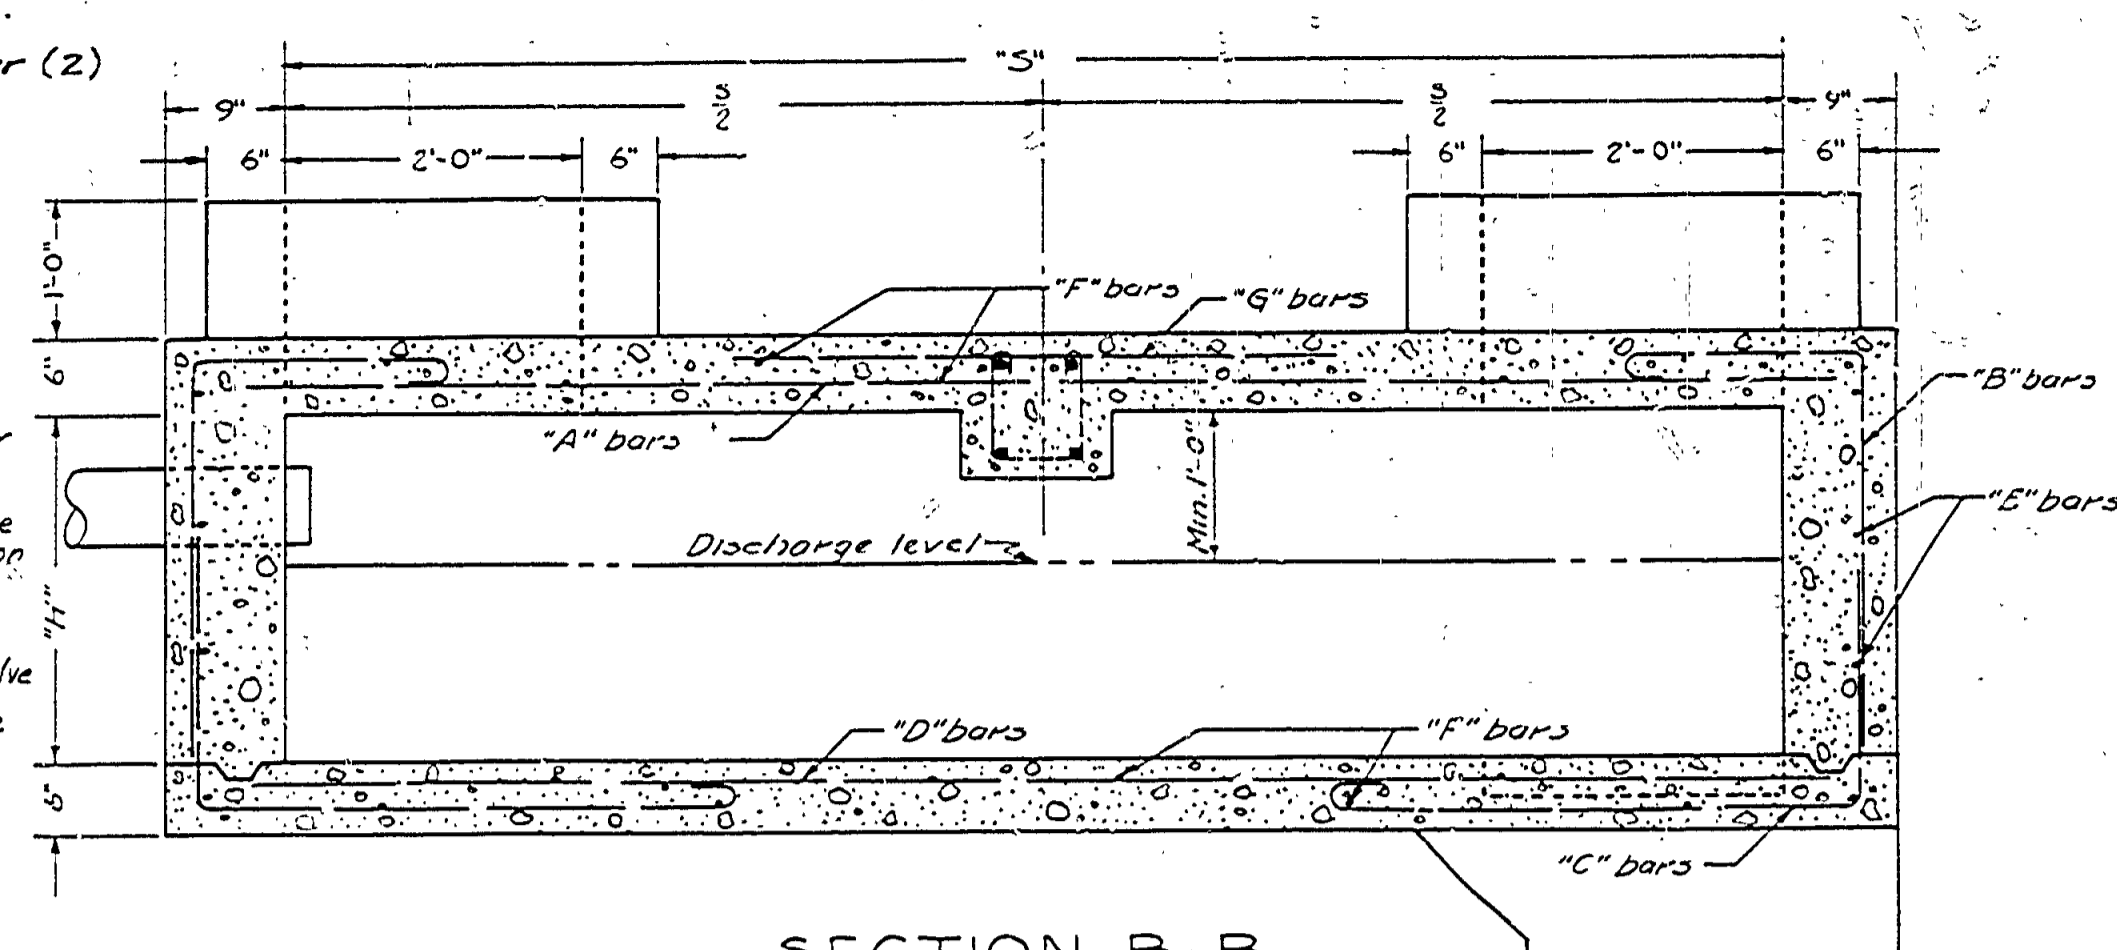 r (2)
"S"
9" S/2 S/2 9"
6" 2'-0" 6" 6" 2'-0" 6"
1'-0"
"F" bars
"G" bars
6"
"B" bars
"A" bars
Min. 1'-0"
"E" bars
Discharge level
"H"
"D" bars
"F" bars
"C" bars
SECTION B-B